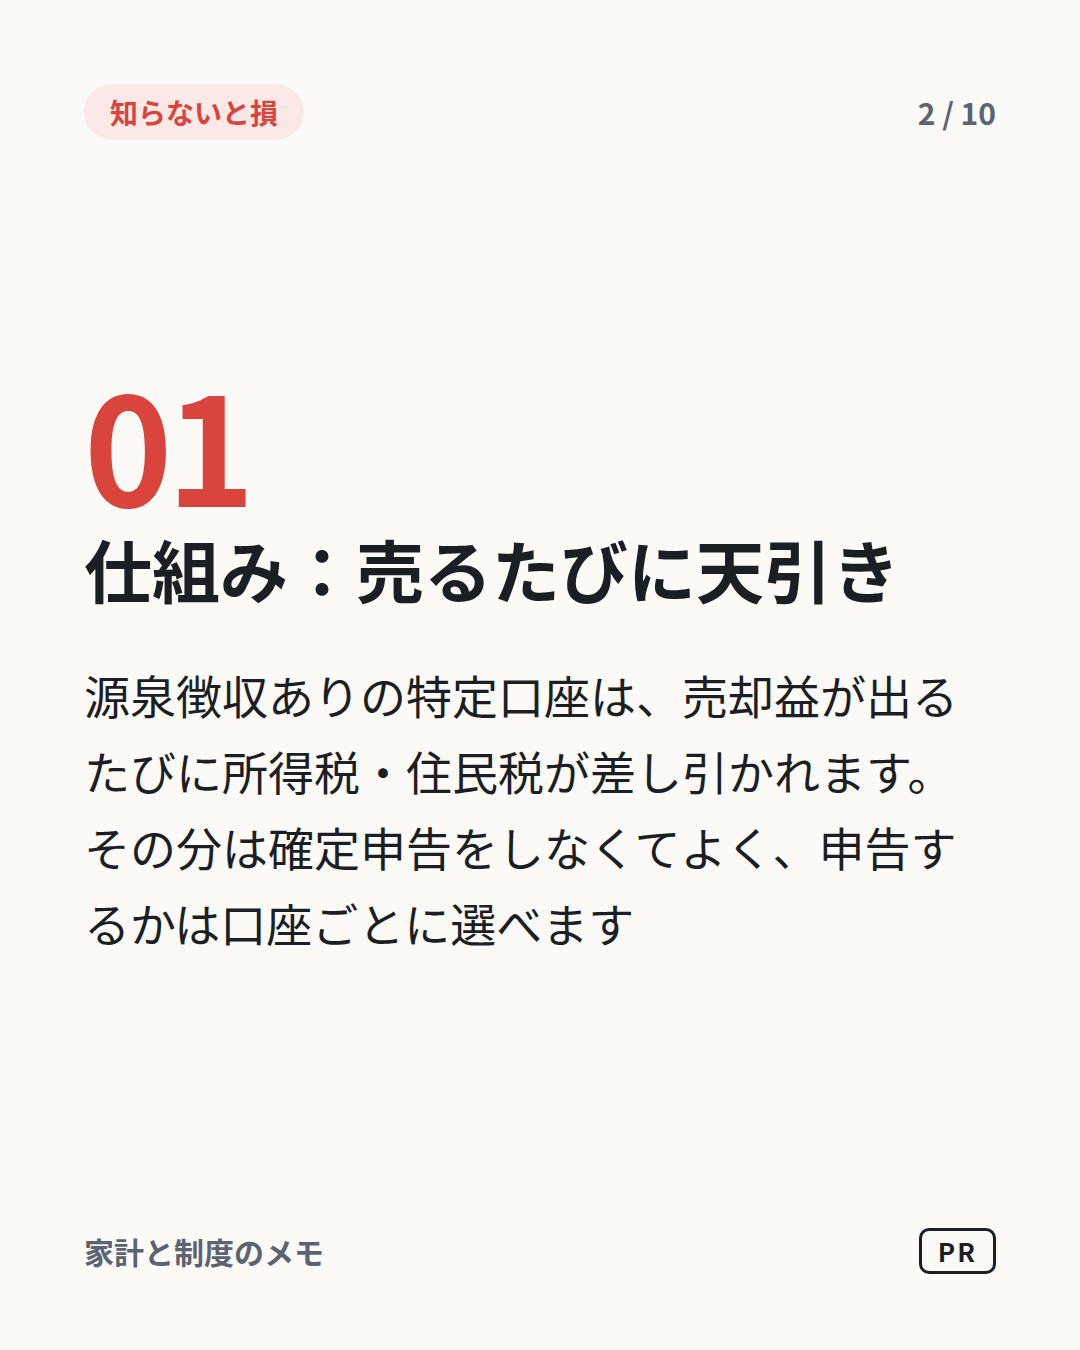 知らないと損
2 / 10
01
仕組み：売るたびに天引き
源泉徴収ありの特定口座は、売却益が出る
たびに所得税・住民税が差し引かれます。
その分は確定申告をしなくてよく、申告す
るかは口座ごとに選べます
家計と制度のメモ
PR